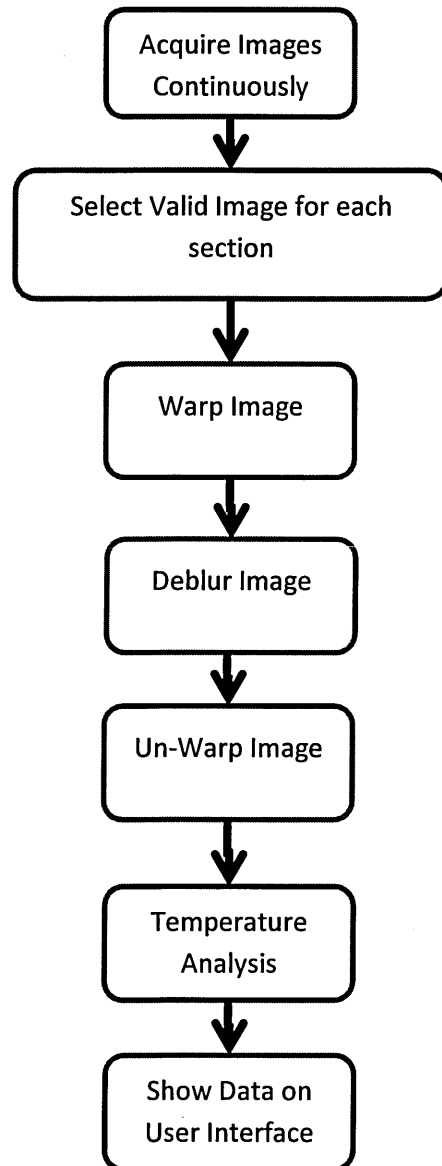 Acquire Images
Continuously
Select Valid Image for each
section
Warp Image
Deblur Image
Un-Warp Image
Temperature
Analysis
Show Data on
User Interface